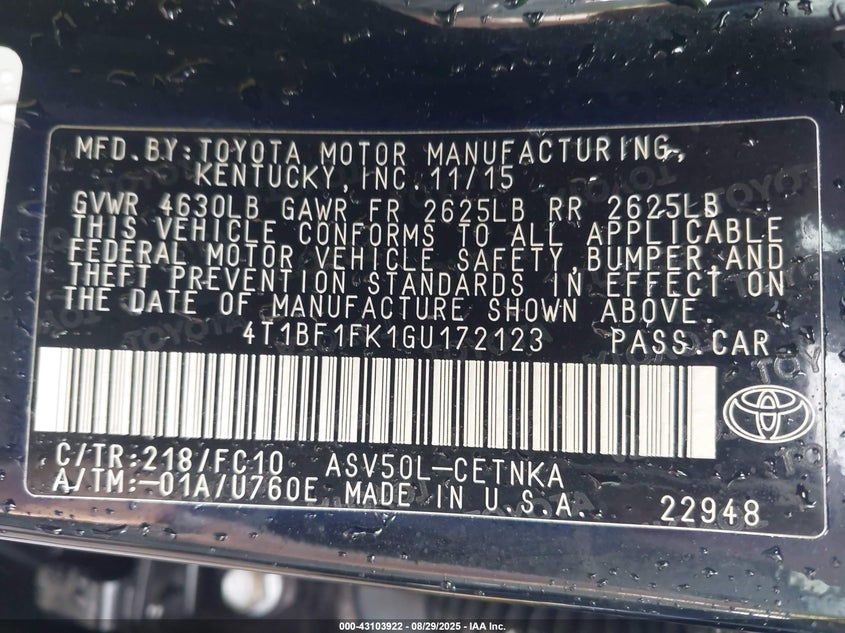 MFD.BY:TOYOTA MOTOR MANUFACTURING,
KENTUCKY, INC.11/15
GVWR 4630LB GAWR FR 2625LB RR 2625LB
THIS VEHICLE CONFORMS TO ALL APPLICABLE
FEDERAL MOTOR VEHICLE SAFETY,BUMPER,AND
THEFT PREVENTION STANDARDS IN EFFECT ON
THE DATE OF MANUFACTURE SHOWN ABOVE.
4T1BF1FK1GU172123 PASS.CAR
C/TR:218/FC10 ASV50L-CETNKA
A/TM:-01A/U760E MADE IN U.S.A. 22948
000-43103922 - 08/29/2025 - IAA Inc.